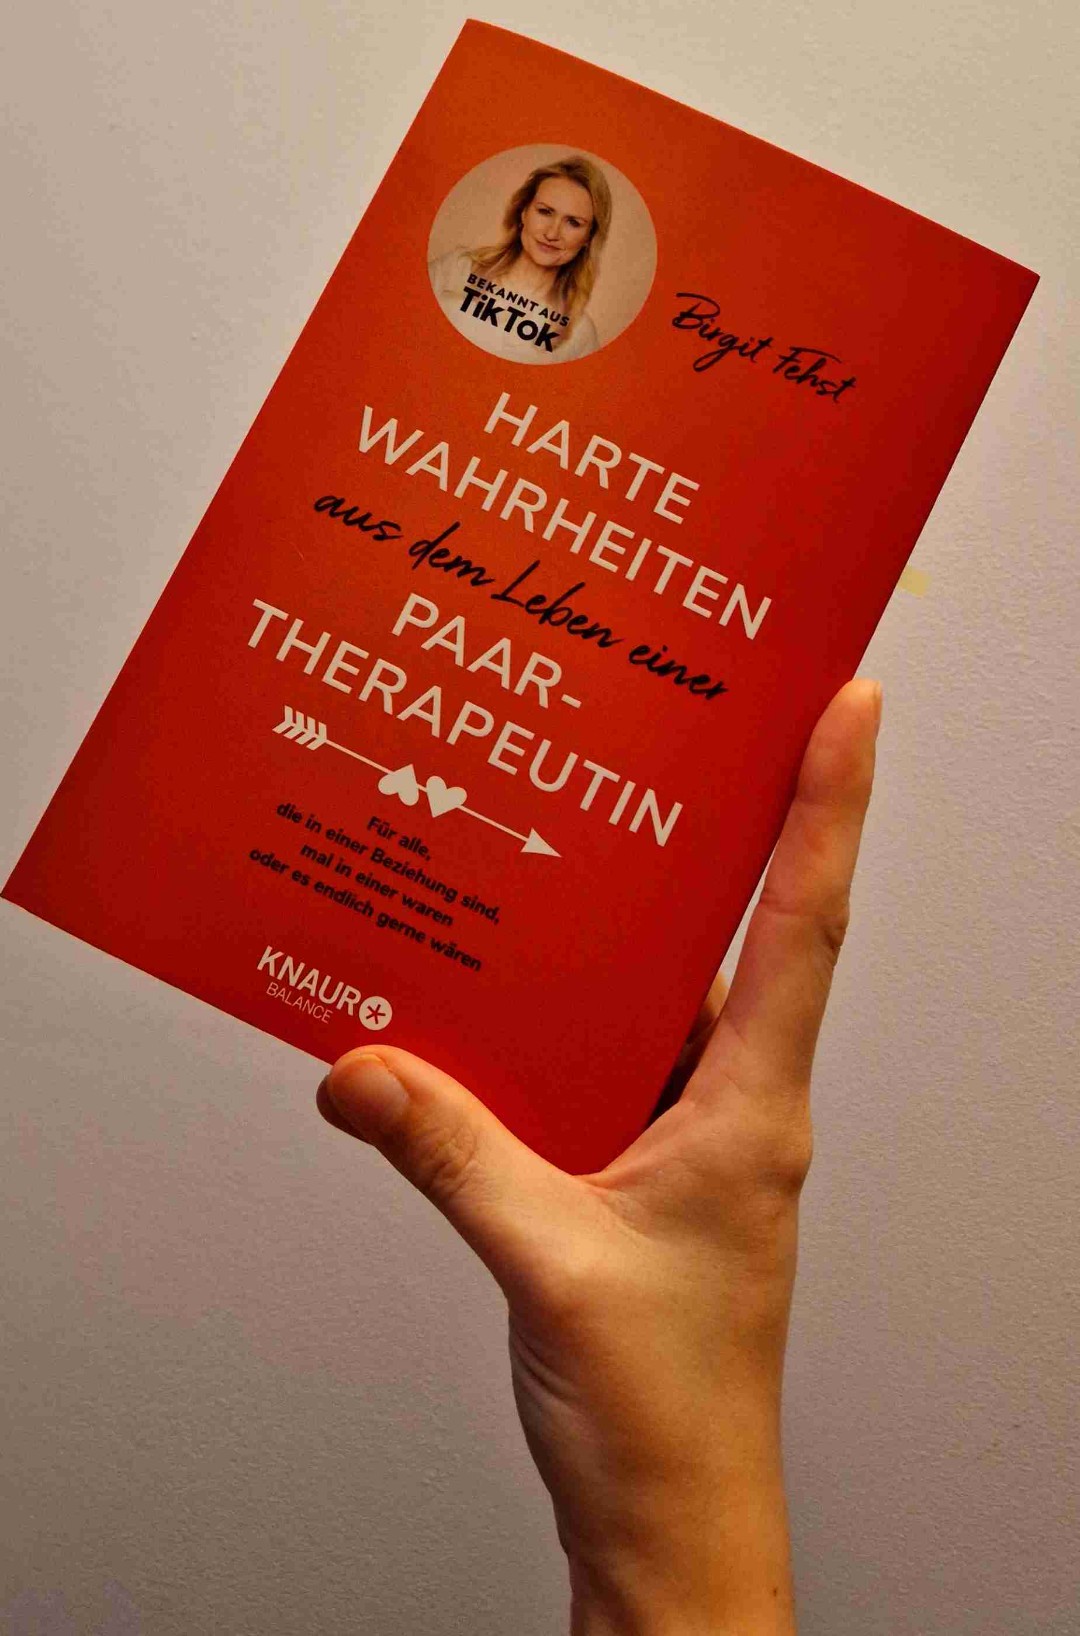 BEKANNT AUS
TikTok
Birgit Fehst
HARTE
WAHRHEITEN
aus dem Leben einer
PAAR-
THERAPEUTIN
Für alle,
die in einer Beziehung sind,
mal in einer waren
oder es endlich gerne wären
KNAUR
BALANCE